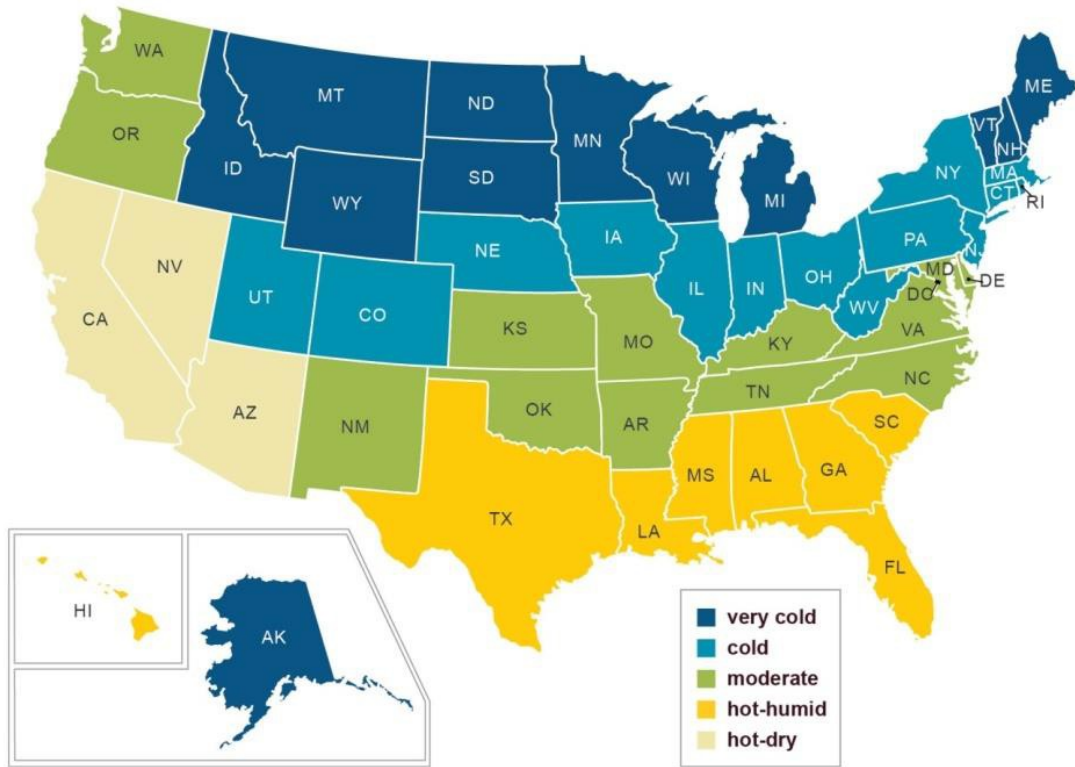 WA
MT
ND
MN
ME
VT
NH
OR
ID
SD
WI
MI
NY
MA
CT
RI
WY
NE
IA
PA
NJ
NV
UT
CO
IL
IN
OH
WV
MD
DC
DE
CA
KS
MO
KY
VA
AZ
NM
OK
AR
TN
NC
SC
TX
LA
MS
AL
GA
FL
HI
AK
very cold
cold
moderate
hot-humid
hot-dry